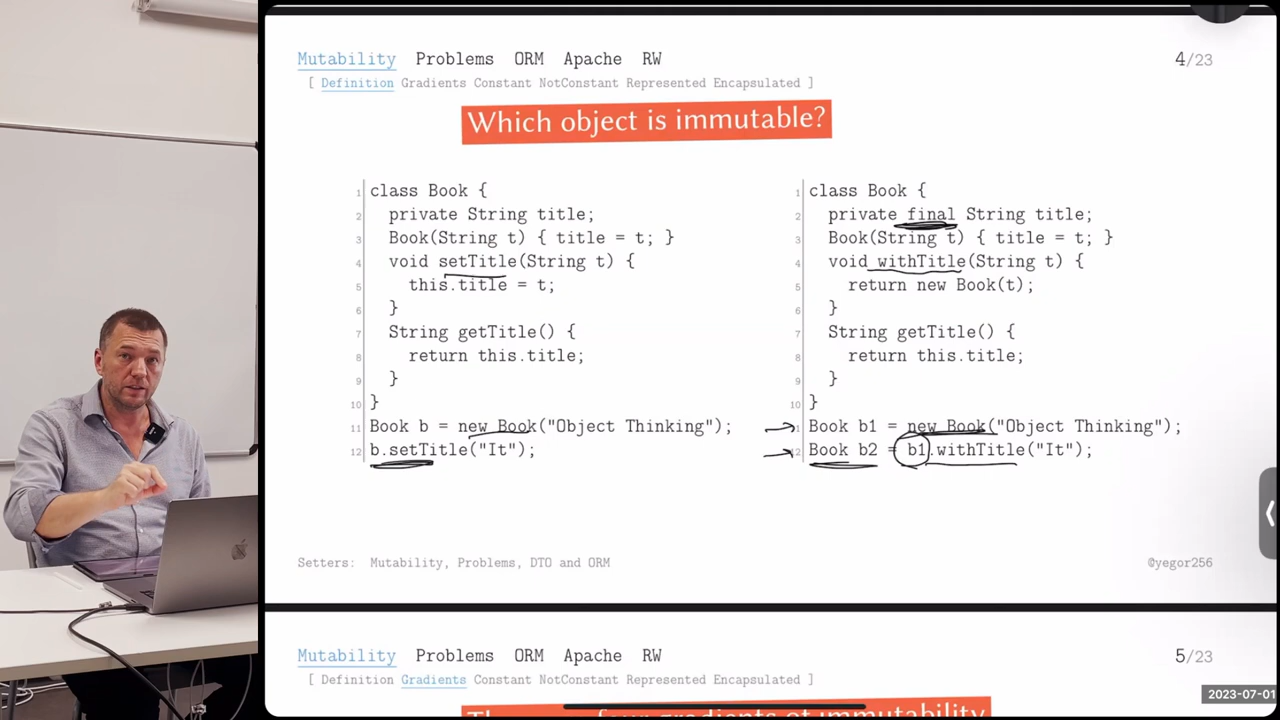 Mutability Problems ORM Apache RW 4/23
[ Definition Gradients Constant NotConstant Represented Encapsulated ]
Which object is immutable?
1 class Book {
2 private String title;
3 Book(String t) { title = t; }
4 void setTitle(String t) {
5 this.title = t;
6 }
7 String getTitle() {
8 return this.title;
9 }
10 }
11 Book b = new Book("Object Thinking");
12 b.setTitle("It");
1 class Book {
2 private final String title;
3 Book(String t) { title = t; }
4 void withTitle(String t) {
5 return new Book(t);
6 }
7 String getTitle() {
8 return this.title;
9 }
10 }
Book b1 = new Book("Object Thinking");
Book b2 = b1.withTitle("It");
Setters: Mutability, Problems, DTO and ORM @yegor256
Mutability Problems ORM Apache RW 5/23
[ Definition Gradients Constant NotConstant Represented Encapsulated ]
four gradients of immutability
2023-07-01